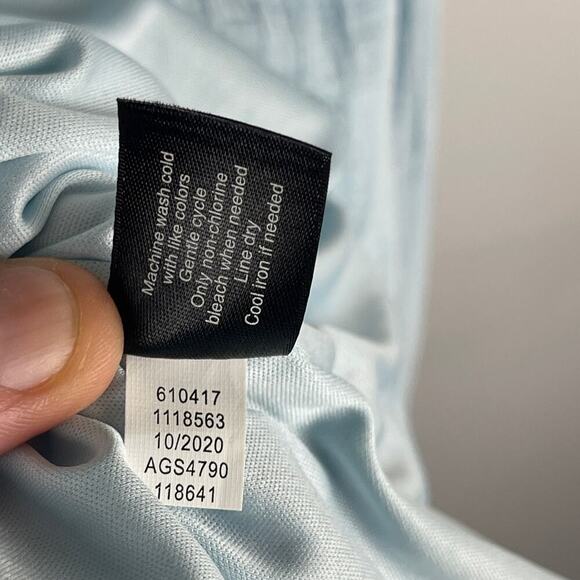 Machine wash cold
with like colors
Gentle cycle
Only non-chlorine
bleach when needed
Line dry
Cool iron if needed
610417
1118563
10/2020
AGS4790
118641